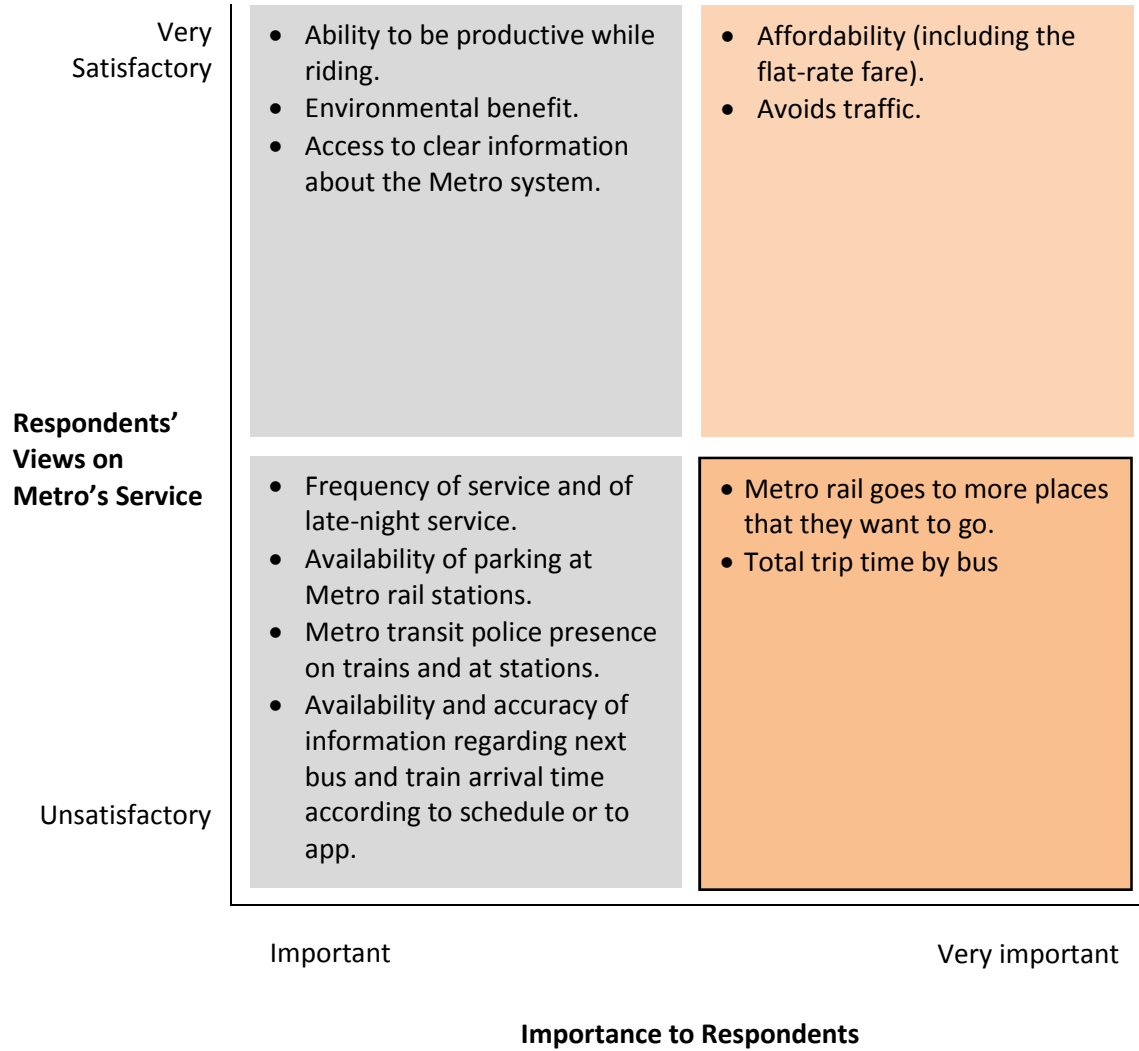 Very
Satisfactory
• Ability to be productive while
riding.
• Environmental benefit.
• Access to clear information
about the Metro system.
• Affordability (including the
flat-rate fare).
• Avoids traffic.
Respondents’
Views on
Metro’s Service
• Frequency of service and of
late-night service.
• Availability of parking at
Metro rail stations.
• Metro transit police presence
on trains and at stations.
• Availability and accuracy of
information regarding next
bus and train arrival time
according to schedule or to
app.
• Metro rail goes to more places
that they want to go.
• Total trip time by bus
Unsatisfactory
Important
Very important
Importance to Respondents